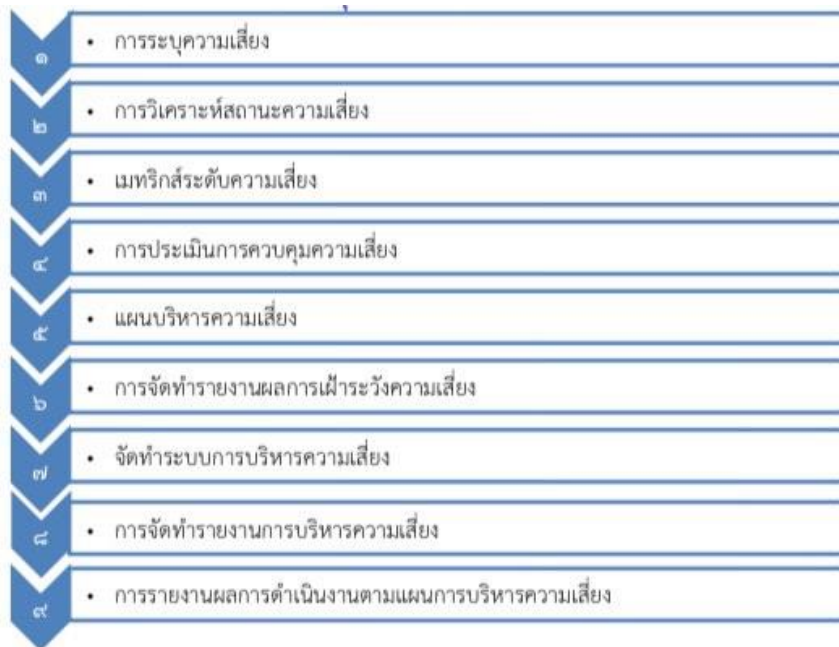 ๑ • การระบุความเสี่ยง
๒ • การวิเคราะห์สถานะความเสี่ยง
๓ • เมทริกส์ระดับความเสี่ยง
๔ • การประเมินการควบคุมความเสี่ยง
๕ • แผนบริหารความเสี่ยง
๖ • การจัดทำรายงานผลการเฝ้าระวังความเสี่ยง
๗ • จัดทำระบบการบริหารความเสี่ยง
๘ • การจัดทำรายงานการบริหารความเสี่ยง
๙ • การรายงานผลการดำเนินงานตามแผนการบริหารความเสี่ยง